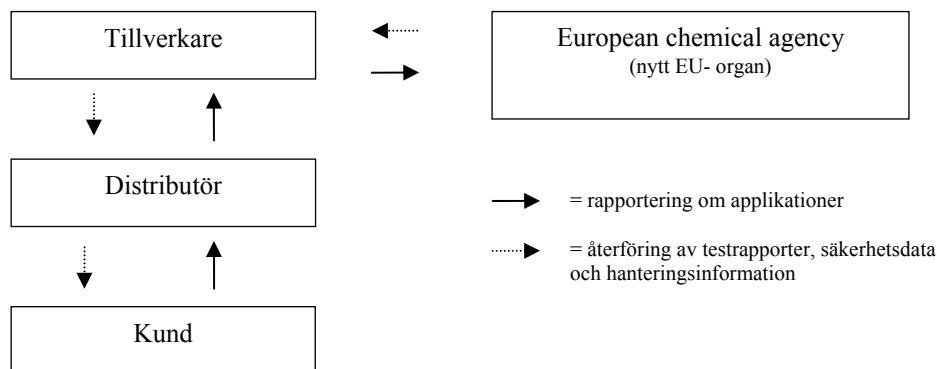 Tillverkare
European chemical agency
(nytt EU- organ)
Distributör
= rapportering om applikationer
= återföring av testrapporter, säkerhetsdata
och hanteringsinformation
Kund